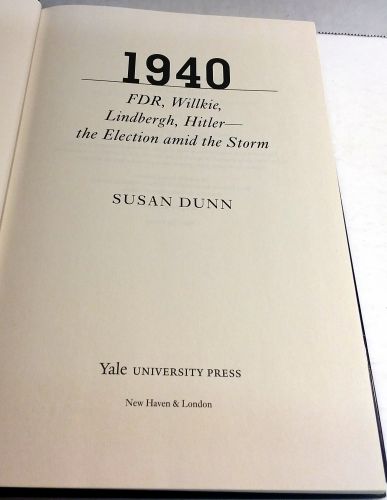 1940
FDR, Willkie,
Lindbergh, Hitler—
the Election amid the Storm
SUSAN DUNN
Yale UNIVERSITY PRESS
New Haven & London